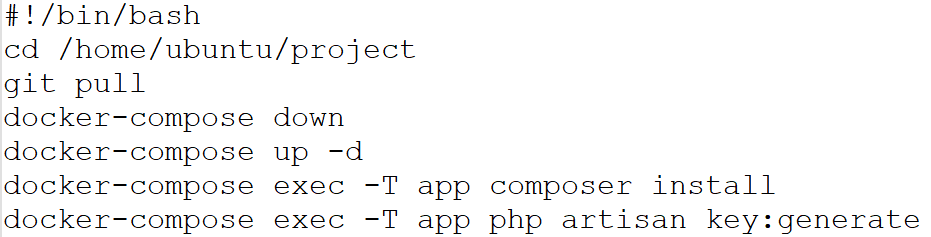 #!/bin/bash
cd /home/ubuntu/project
git pull
docker-compose down
docker-compose up -d
docker-compose exec -T app composer install
docker-compose exec -T app php artisan key:generate